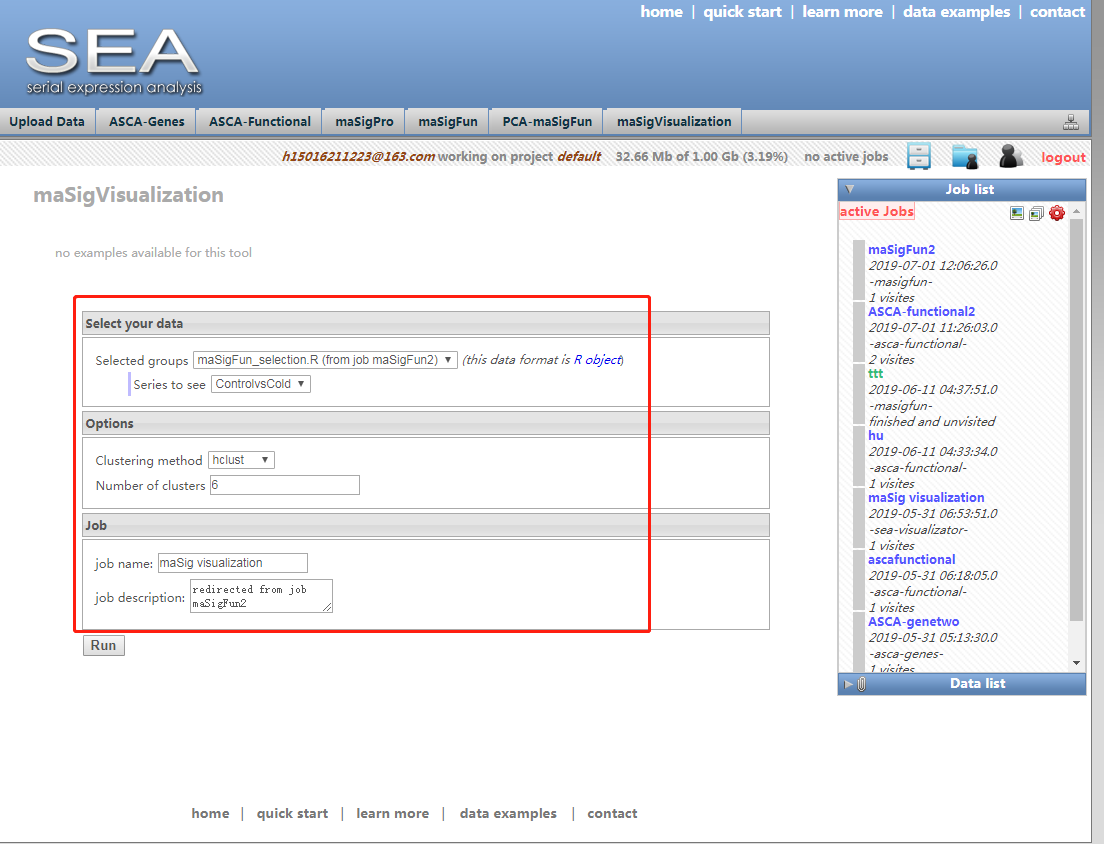 home | quick start | learn more | data examples | contact
SEA
serial expression analysis
Upload Data ASCA-Genes ASCA-Functional maSigPro maSigFun PCA-maSigFun maSigVisualization
h15016211223@163.com working on project default 32.66 Mb of 1.00 Gb (3.19%) no active jobs logout
maSigVisualization
no examples available for this tool
Select your data
Selected groups maSigFun_selection.R (from job maSigFun2) (this data format is R object)
Series to see ControlvsCold
Options
Clustering method hclust
Number of clusters 6
Job
job name: maSig visualization
job description: redirected from job
maSigFun2
Run
Job list
active Jobs
maSigFun2
2019-07-01 12:06:26.0
-masigfun-
1 visites
ASCA-functional2
2019-07-01 11:26:03.0
-asca-functional-
2 visites
ttt
2019-06-11 04:37:51.0
-masigfun-
finished and unvisited
hu
2019-06-11 04:33:34.0
-asca-functional-
1 visites
maSig visualization
2019-05-31 06:53:51.0
-sea-visualizator-
1 visites
ascafunctional
2019-05-31 06:18:05.0
-asca-functional-
1 visites
ASCA-genetwo
2019-05-31 05:13:30.0
-asca-genes-
1 visites
Data list
home | quick start | learn more | data examples | contact